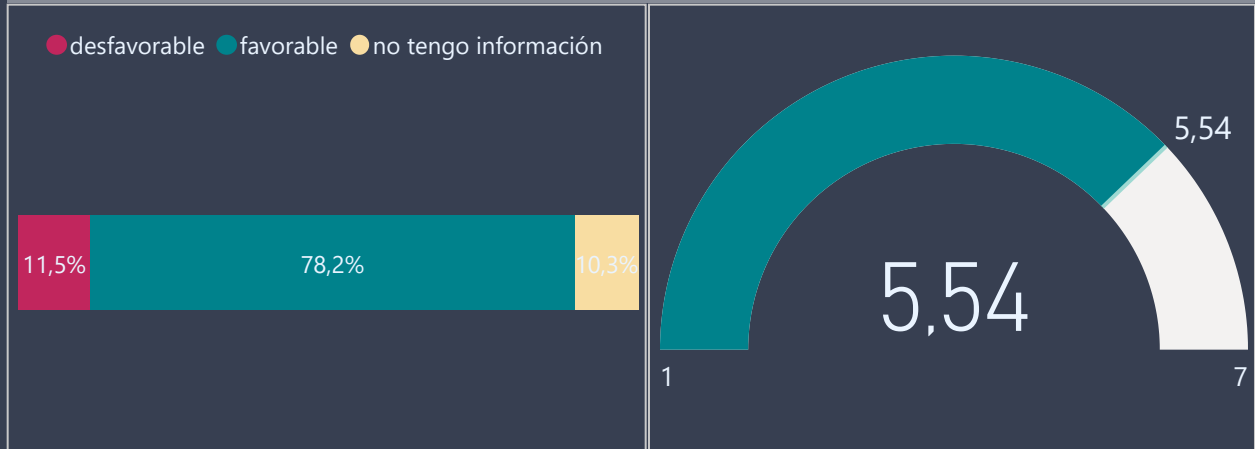 desfavorable favorable no tengo información
11,5% 78,2% 10,3%
5,54
5,54
1 7